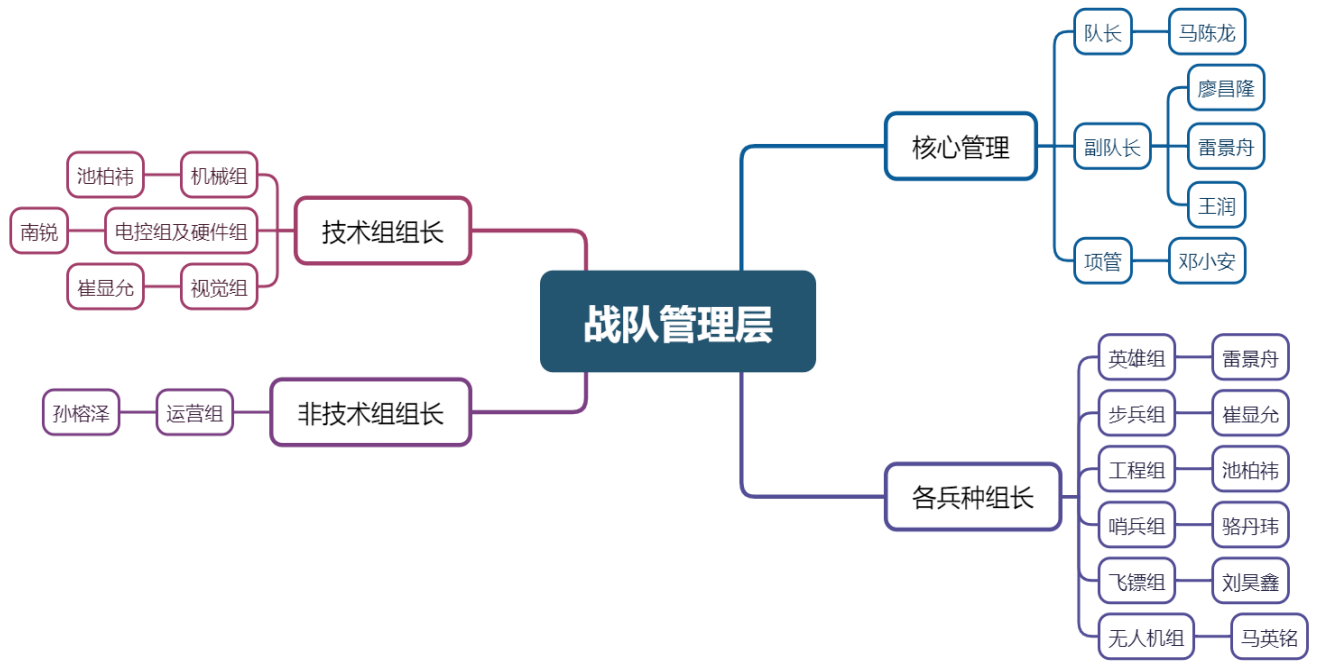 战队管理层
核心管理
队长
马陈龙
副队长
廖昌隆
雷景舟
王润
项管
邓小安
各兵种组长
英雄组
雷景舟
步兵组
崔显允
工程组
池柏祎
哨兵组
骆丹玮
飞镖组
刘昊鑫
无人机组
马英铭
技术组组长
机械组
池柏祎
电控组及硬件组
南锐
视觉组
崔显允
非技术组组长
运营组
孙榕泽